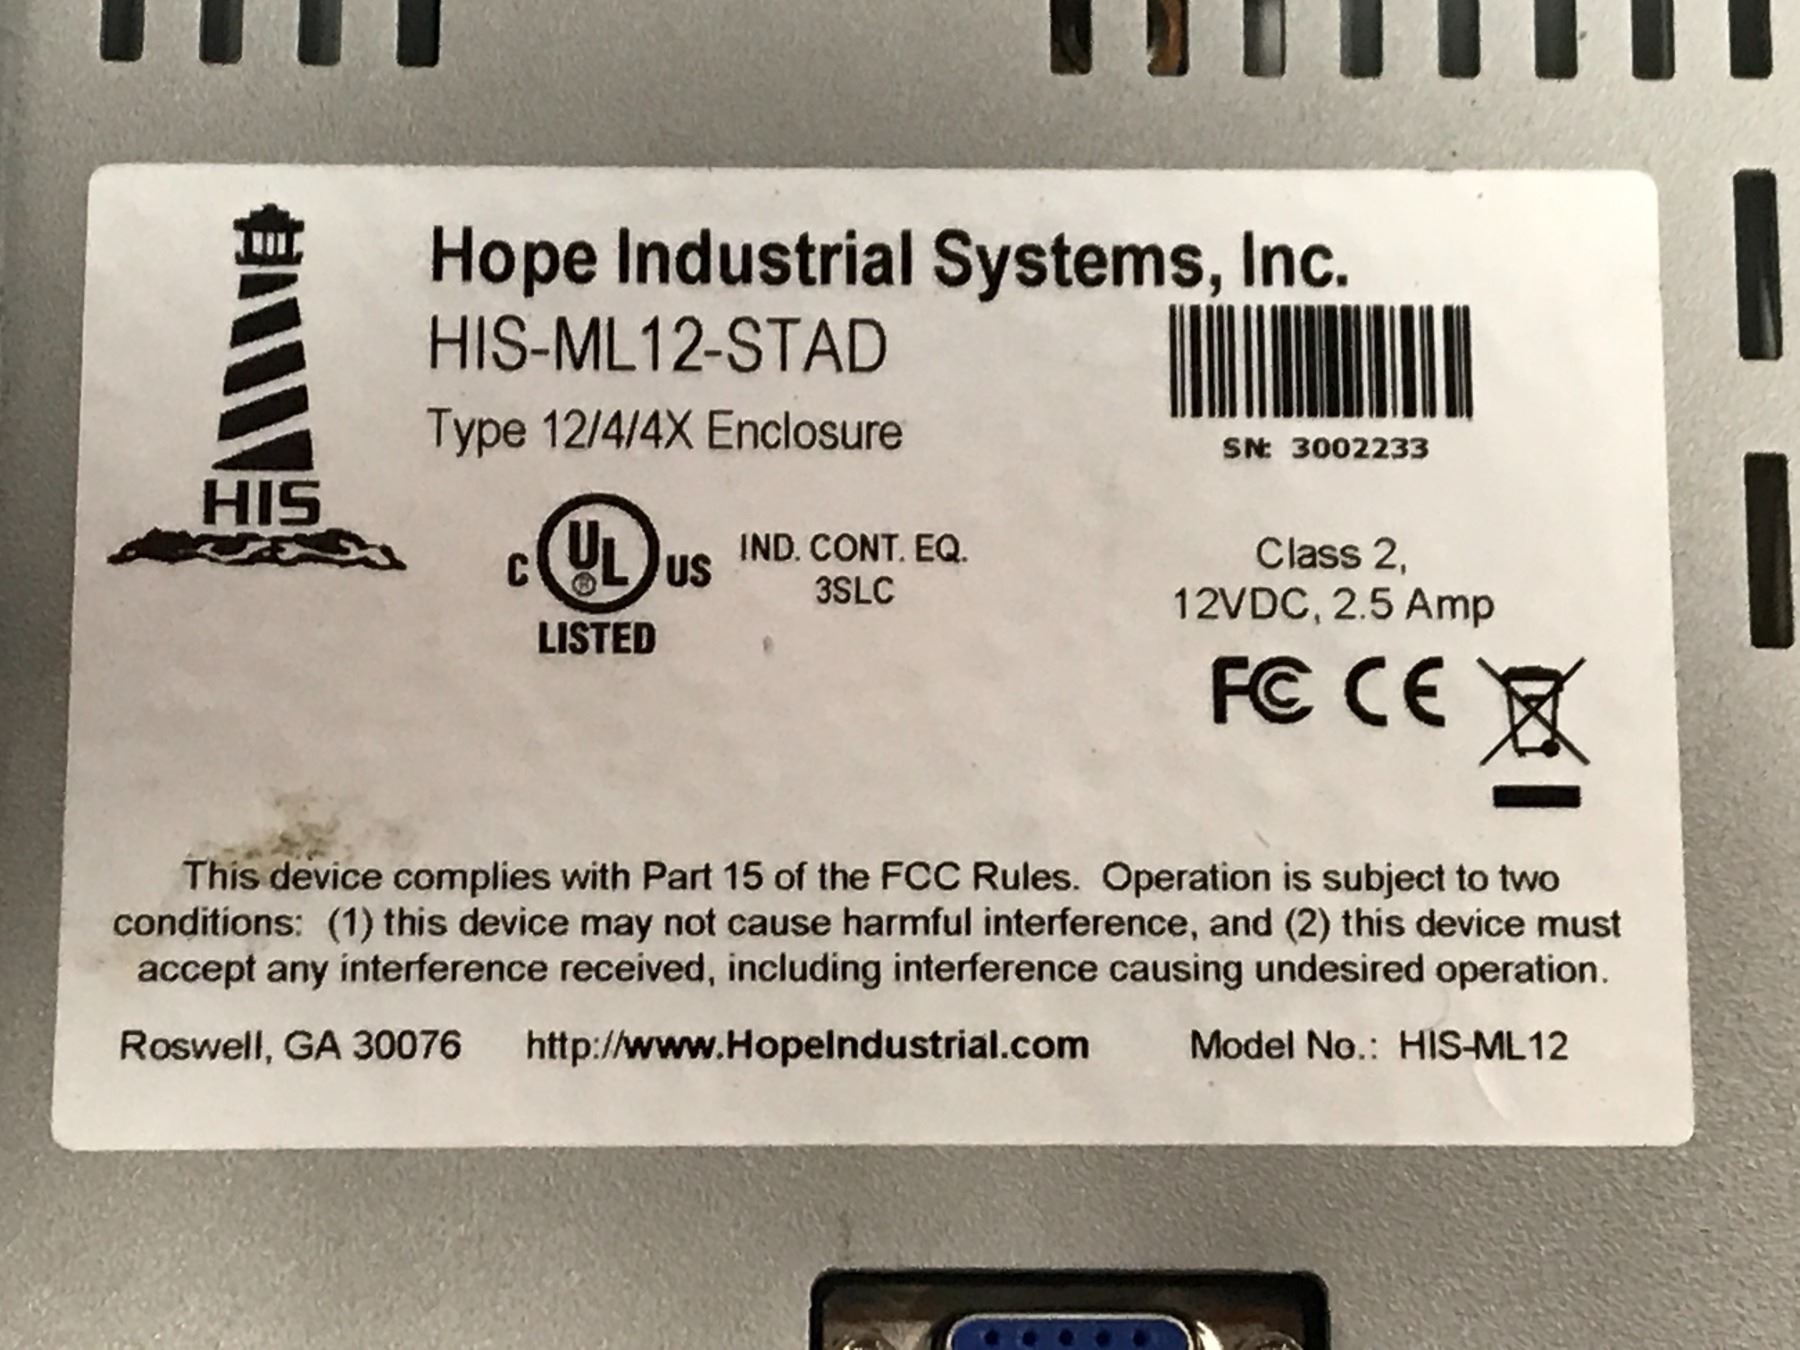 Hope Industrial Systems, Inc.
HIS-ML12-STAD
Type 12/4/4X Enclosure
SN: 3002233
HIS
C UL® US
LISTED
IND. CONT. EQ.
3SLC
Class 2,
12VDC, 2.5 Amp
FC CE
This device complies with Part 15 of the FCC Rules. Operation is subject to two
conditions: (1) this device may not cause harmful interference, and (2) this device must
accept any interference received, including interference causing undesired operation.
Roswell, GA 30076 http://www.HopeIndustrial.com Model No.: HIS-ML12